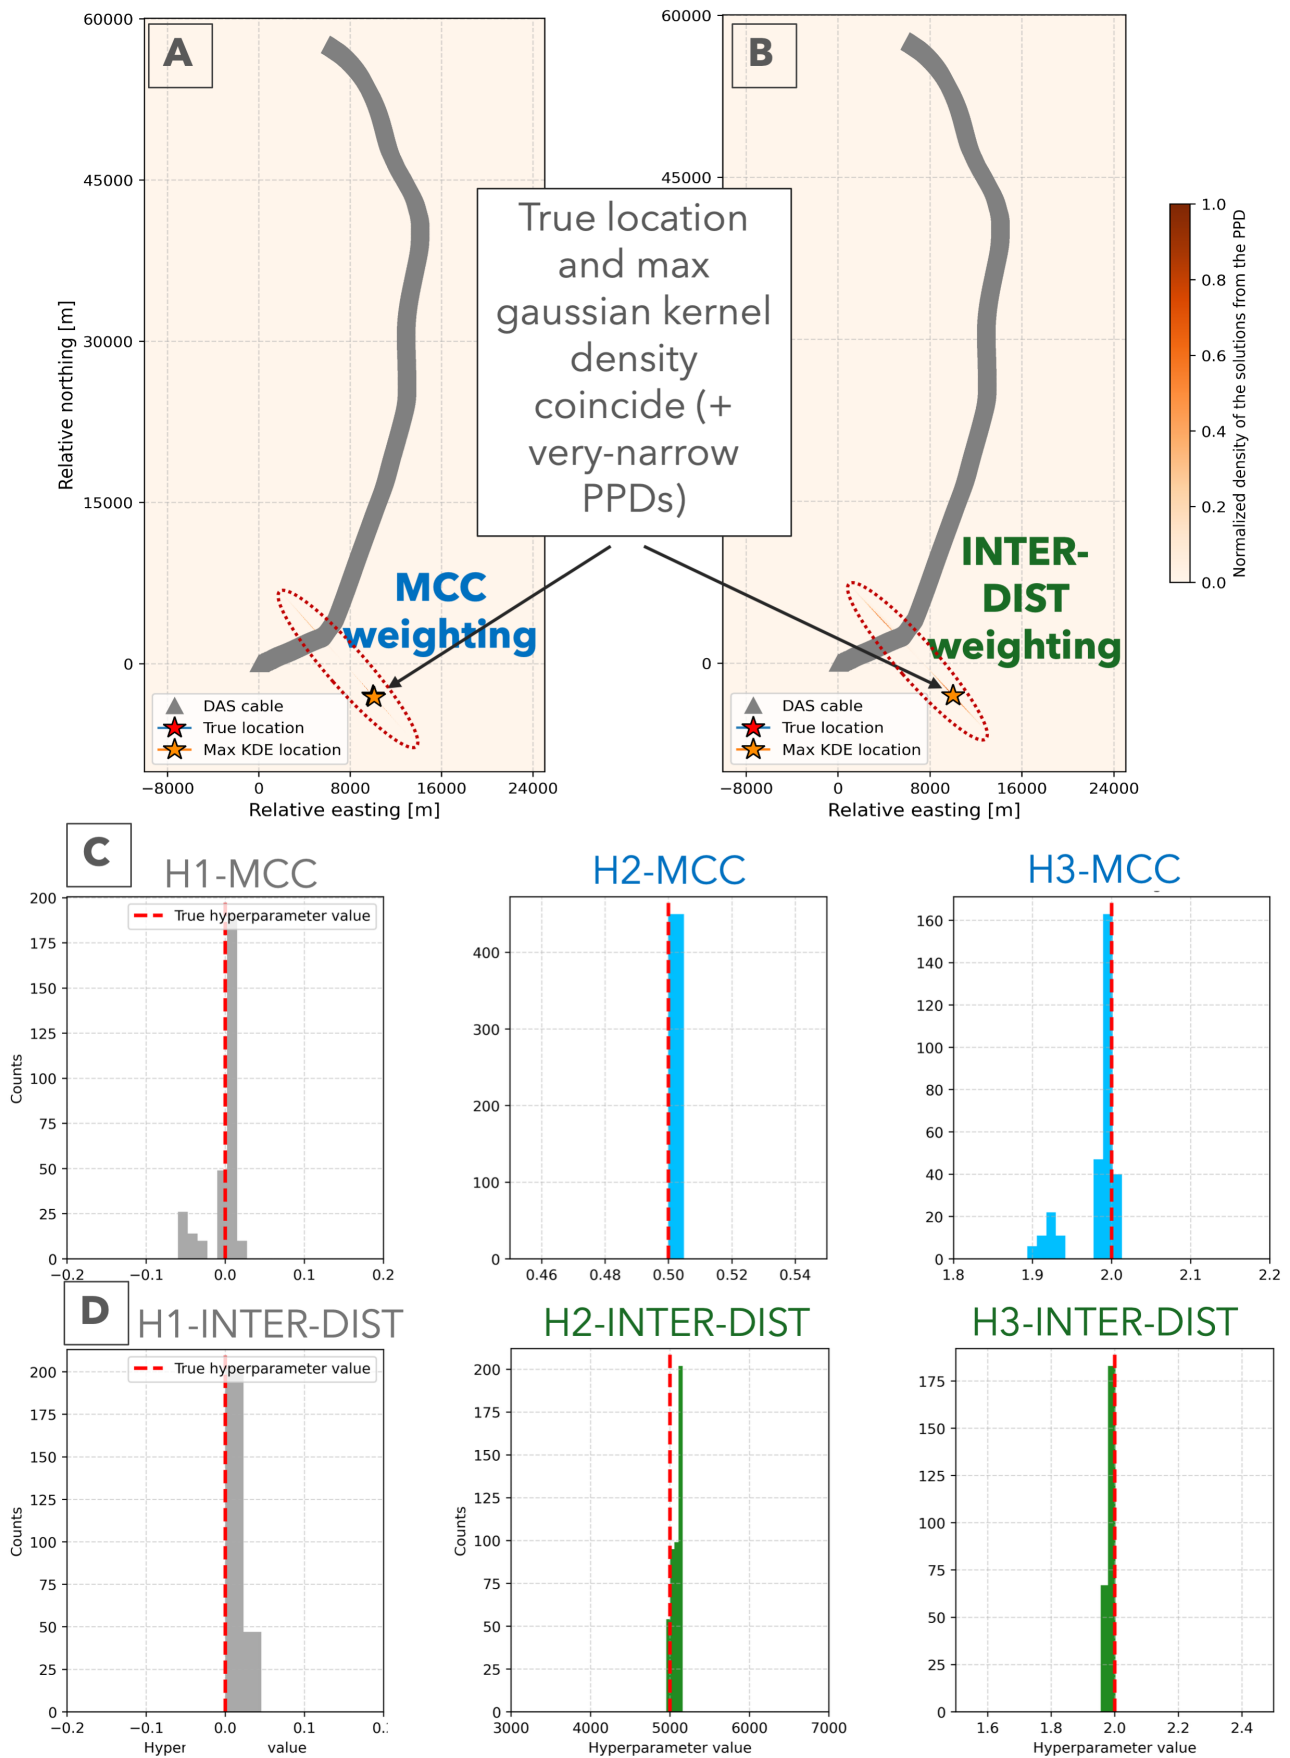 A
B
60000
45000
30000
15000
0
Relative northing [m]
−8000 0 8000 16000 24000
Relative easting [m]
60000
45000
0
−8000 0 8000 16000 24000
Relative easting [m]
True location
and max
gaussian kernel
density
coincide (+
very-narrow
PPDs)
MCC
weighting
INTER-
DIST
weighting
DAS cable
True location
Max KDE location
DAS cable
True location
Max KDE location
1.0
0.8
0.6
0.4
0.2
0.0
Normalized density of the solutions from the PPD
C
H1-MCC
H2-MCC
H3-MCC
True hyperparameter value
200
175
150
125
100
75
50
25
0
Counts
−0.2 −0.1 0.0 0.1 0.2
400
300
200
100
0
0.46 0.48 0.50 0.52 0.54
160
140
120
100
80
60
40
20
0
1.8 1.9 2.0 2.1 2.2
D
H1-INTER-DIST
H2-INTER-DIST
H3-INTER-DIST
True hyperparameter value
200
175
150
125
100
75
50
25
0
Counts
−0.2 −0.1 0.0 0.1
Hyper value
200
175
150
125
100
75
50
25
0
Counts
3000 4000 5000 6000 7000
Hyperparameter value
175
150
125
100
75
50
25
0
1.6 1.8 2.0 2.2 2.4
Hyperparameter value